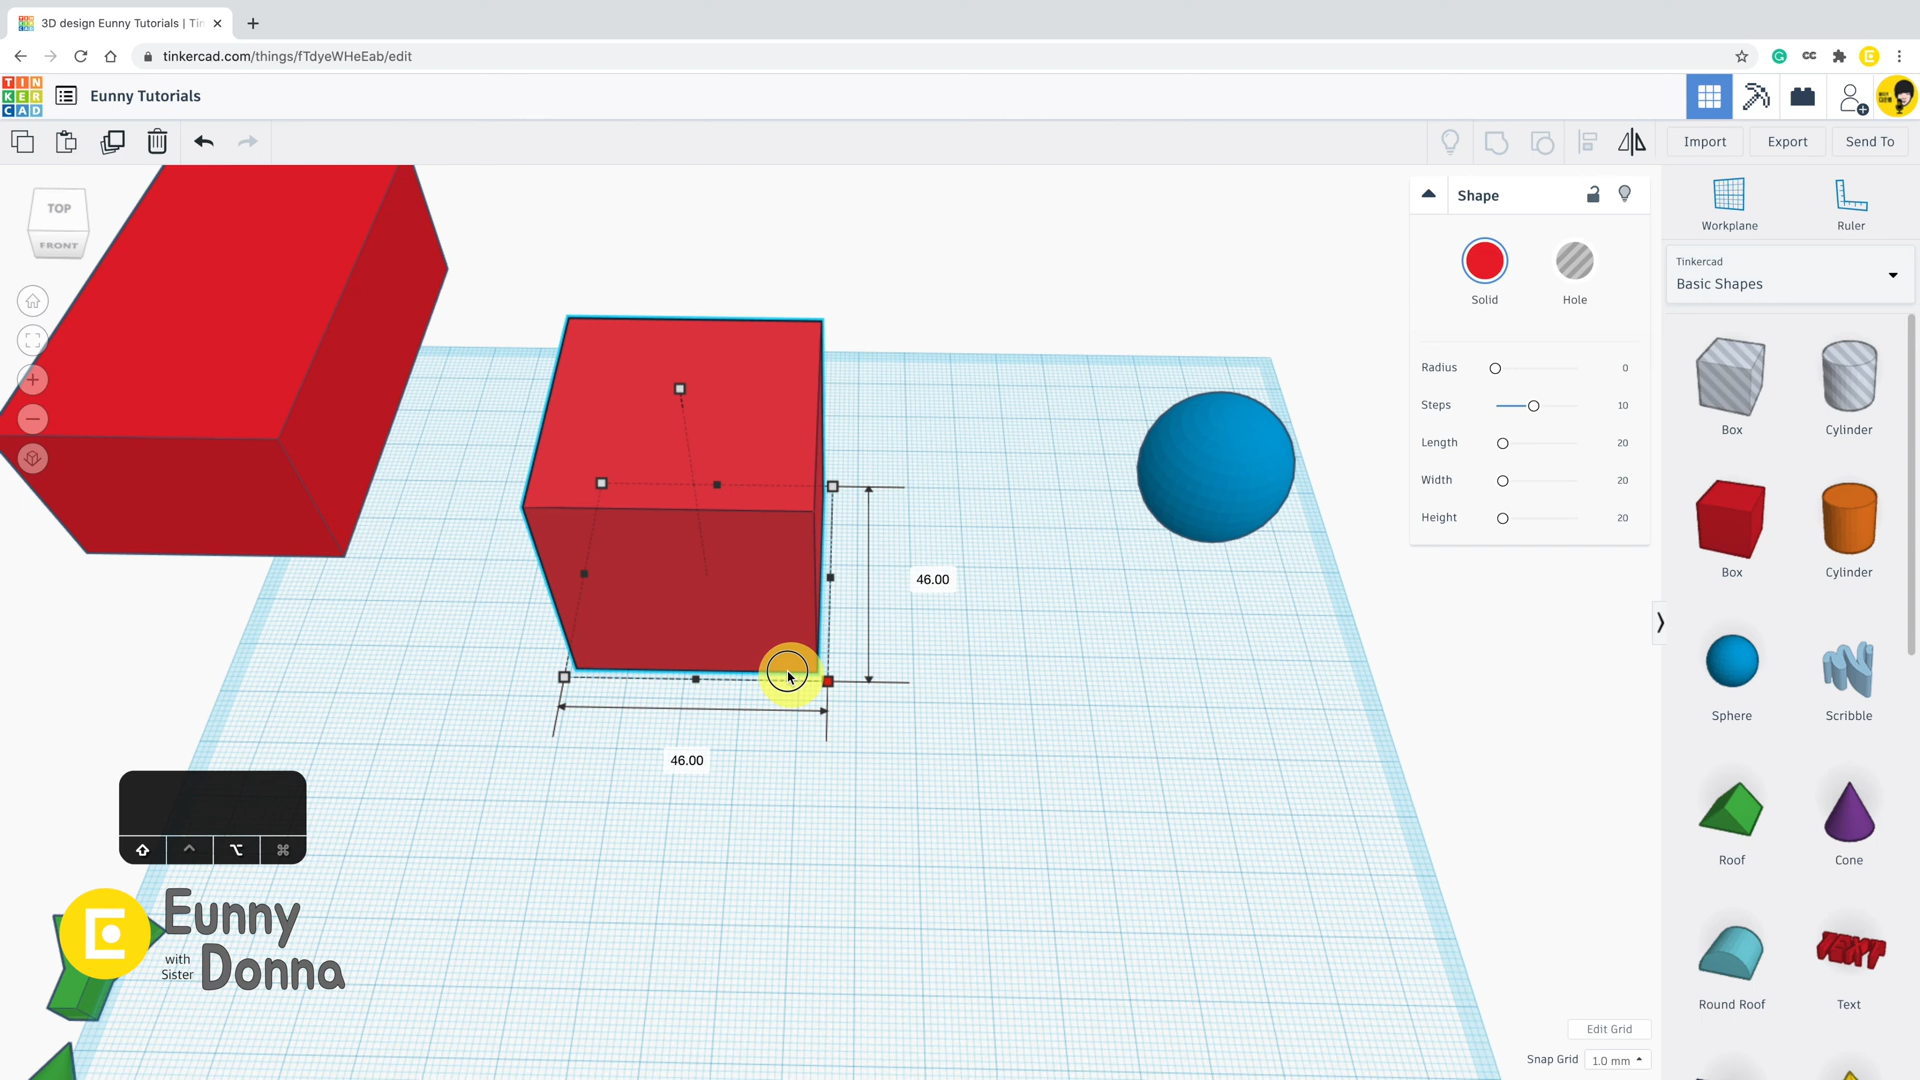 3D design Eunny Tutorials | Tin
tinkercad.com/things/fTdyeWHeEab/edit
TIN
KER
CAD
Eunny Tutorials
Import
Export
Send To
TOP
FRONT
Shape
Solid
Hole
Radius 0
Steps 10
Length 20
Width 20
Height 20
Workplane
Ruler
Tinkercad
Basic Shapes
Box
Cylinder
Box
Cylinder
Sphere
Scribble
Roof
Cone
Round Roof
TEXT
Text
46.00
46.00
Eunny
with
Sister
Donna
Edit Grid
Snap Grid 1.0 mm